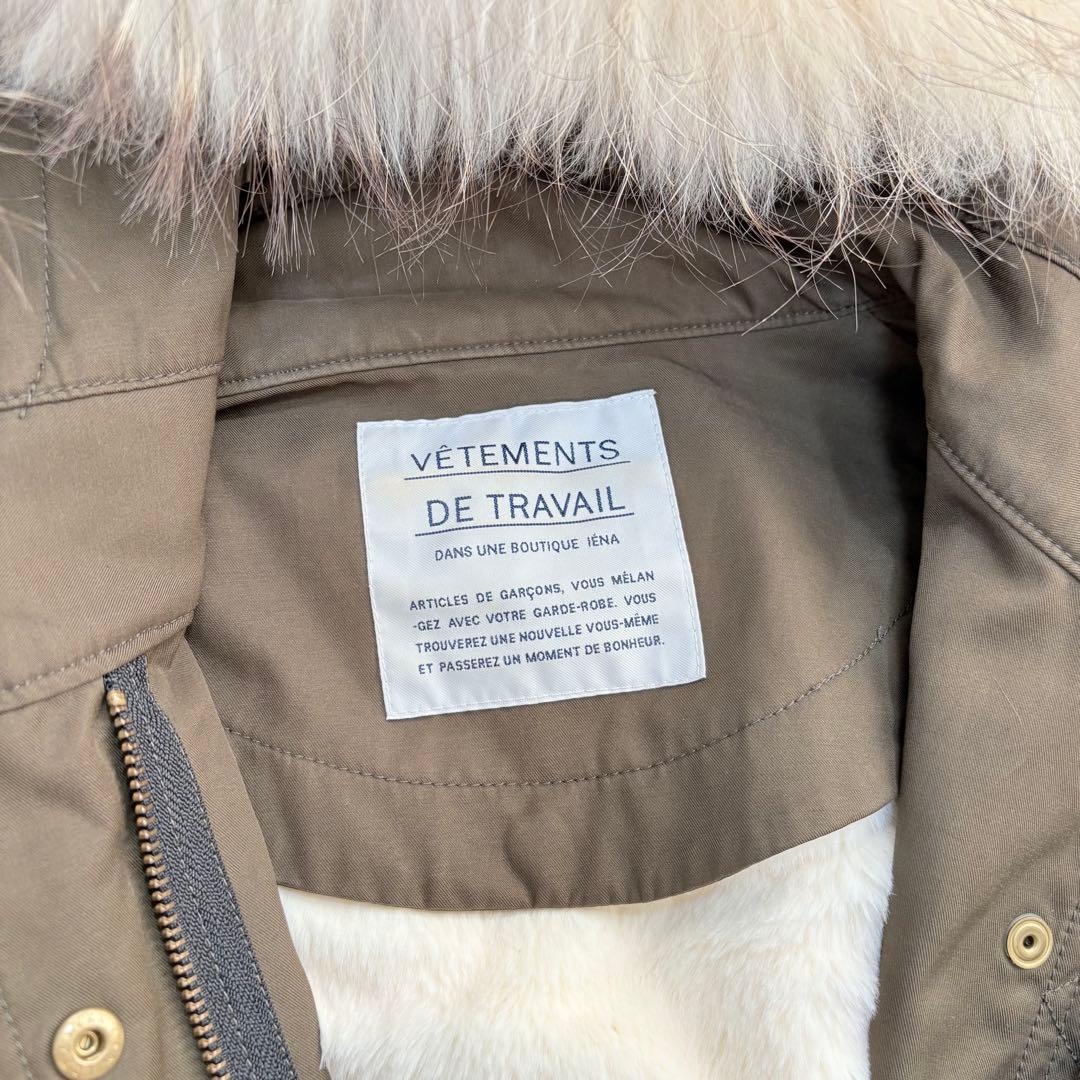 VÊTEMENTS
DE TRAVAIL
DANS UNE BOUTIQUE IÉNA
ARTICLES DE GARÇONS, VOUS MÉLAN
-GEZ AVEC VOTRE GARDE-ROBE. VOUS
TROUVEREZ UNE NOUVELLE VOUS-MÊME
ET PASSEREZ UN MOMENT DE BONHEUR.